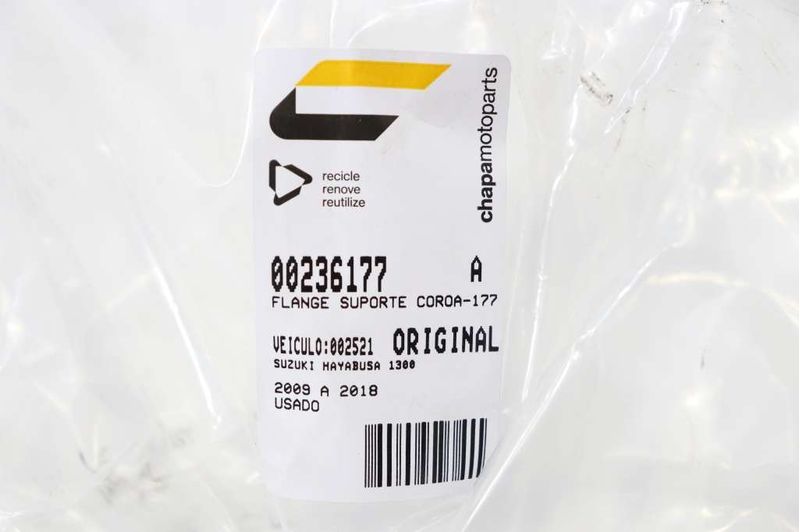 chapamotoparts
recicle
renove
reutilize
00236177 A
FLANGE SUPORTE COROA-177
VEICULO:002521 ORIGINAL
SUZUKI HAYABUSA 1300
2009 A 2018
USADO